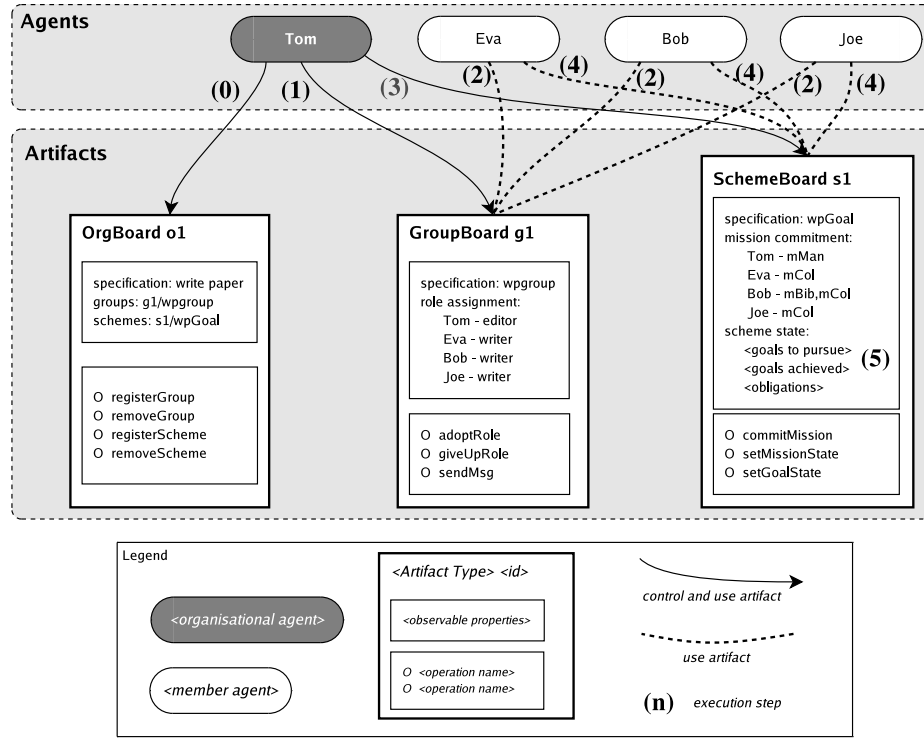 Agents
Tom
Eva
Bob
Joe
(0)
(1)
(3)
(2)
(4)
(2)
(4)
(2)
(4)
Artifacts
OrgBoard o1
specification: write paper
groups: g1/wpgroup
schemes: s1/wpGoal
O registerGroup
O removeGroup
O registerScheme
O removeScheme
GroupBoard g1
specification: wpgroup
role assignment:
Tom - editor
Eva - writer
Bob - writer
Joe - writer
O adoptRole
O giveUpRole
O sendMsg
SchemeBoard s1
specification: wpGoal
mission commitment:
Tom - mMan
Eva - mCol
Bob - mBib,mCol
Joe - mCol
scheme state:
<goals to pursue>
<goals achieved>
<obligations>
(5)
O commitMission
O setMissionState
O setGoalState
Legend
<organisational agent>
<member agent>
<Artifact Type> <id>
<observable properties>
O <operation name>
O <operation name>
control and use artifact
use artifact
(n) execution step